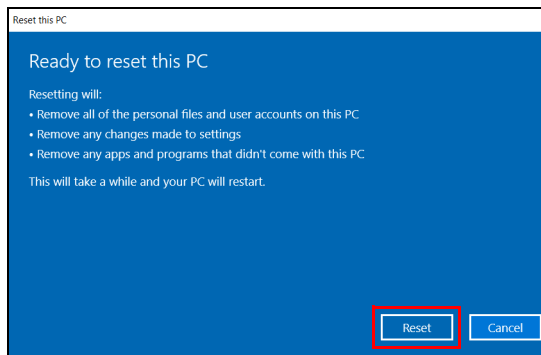 Reset this PC
Ready to reset this PC
Resetting will:
• Remove all of the personal files and user accounts on this PC
• Remove any changes made to settings
• Remove any apps and programs that didn't come with this PC
This will take a while and your PC will restart.
Reset Cancel